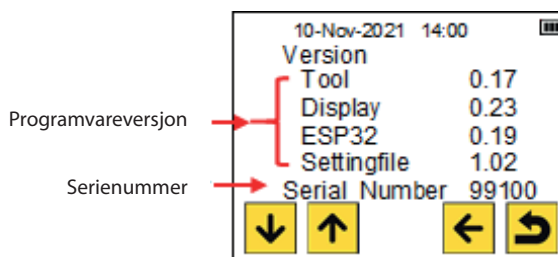 10-Nov-2021 14:00
Version
Tool 0.17
Display 0.23
Programvareversjon
ESP32 0.19
Settingfile 1.02
Serienummer
Serial Number 99100